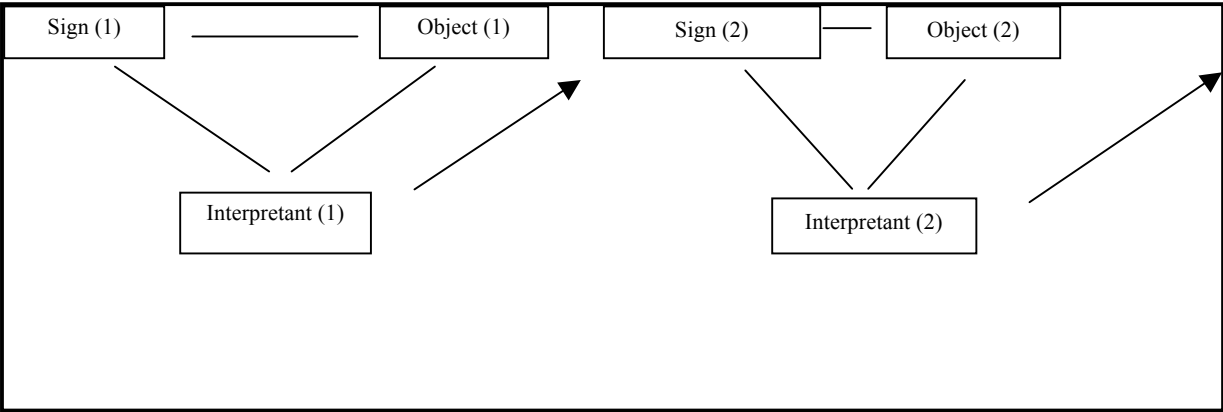 Sign (1)
Object (1)
Sign (2)
Object (2)
Interpretant (1)
Interpretant (2)